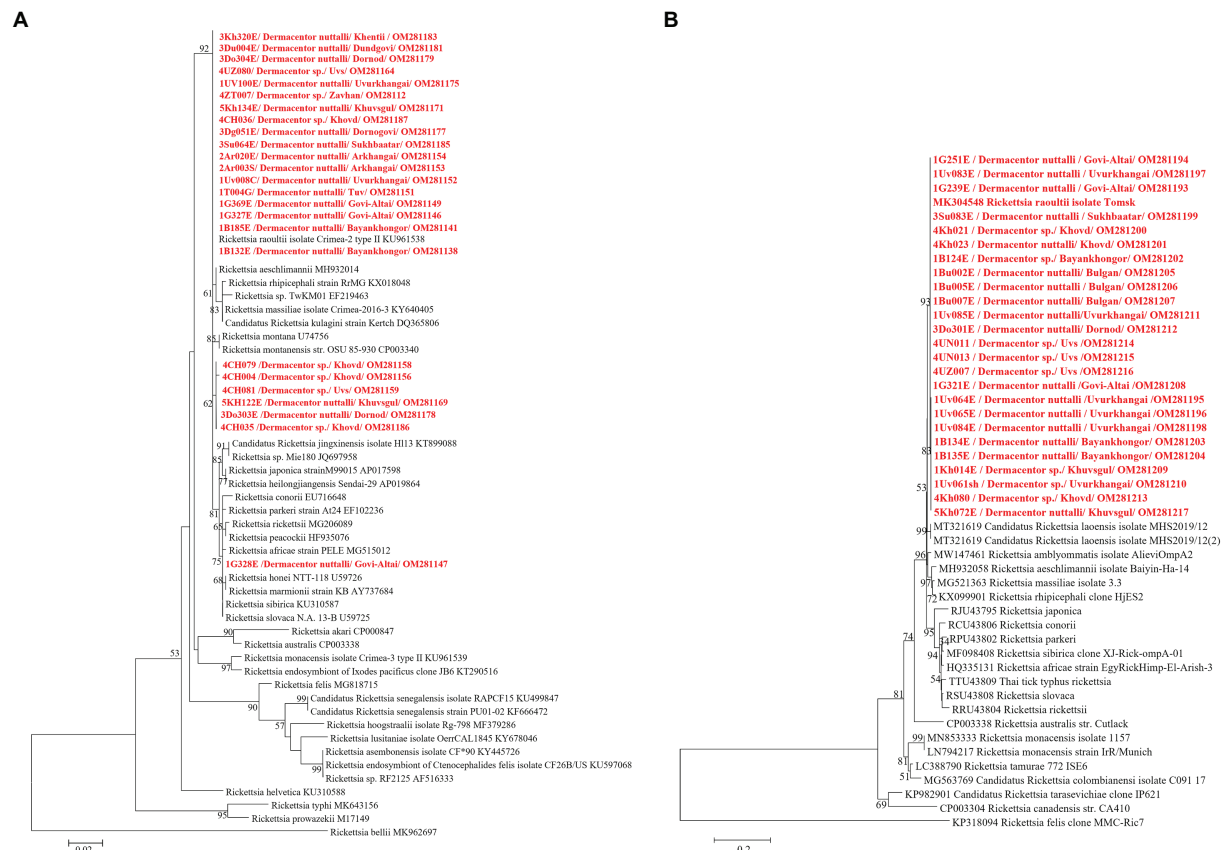 A
92
3Kh320E/ Dermacentor nuttalli/ Khentii / OM281183
3Du004E/ Dermacentor nuttalli/ Dundgovi/ OM281181
3Do304E/ Dermacentor nuttalli/ Dornod/ OM281179
4UZ080/ Dermacentor sp./ Uvs/ OM281164
1UV100E/ Dermacentor nuttalli/ Uvurkhangai/ OM281175
4ZT007/ Dermacentor sp./ Zavhan/ OM28112
5Kh134E/ Dermacentor nuttalli/ Khuvsgul/ OM281171
4CH036/ Dermacentor sp./ Khovd/ OM281187
3Dg051E/ Dermacentor nuttalli/ Dornogovi/ OM281177
3Su064E/ Dermacentor nuttalli/ Sukhbaatar/ OM281185
2Ar020E/ Dermacentor nuttalli/ Arkhangai/ OM281154
2Ar003S/ Dermacentor nuttalli/ Arkhangai/ OM281153
1Uv008C/ Dermacentor nuttalli/ Uvurkhangai/ OM281152
1T004G/ Dermacentor nuttalli/ Tuv/ OM281151
1G369E /Dermacentor nuttalli/ Govi-Altai/ OM281149
1G327E /Dermacentor nuttalli/ Govi-Altai/ OM281146
1B185E/ Dermacentor nuttalli/ Bayankhongor/ OM281141
Rickettsia raoultii isolate Crimea-2 type II KU961538
1B132E/ Dermacentor nuttalli/ Bayankhongor/ OM281138
Rickettsia aeschlimannii MH932014
Rickettsia rhipicephali strain RrMG KX018048
61
Rickettsia sp. TwKM01 EF219463
83
Rickettsia massiliae isolate Crimea-2016-3 KY640405
Candidatus Rickettsia kulagini strain Kertch DQ365806
Rickettsia montana U74756
85
Rickettsia montanensis str. OSU 85-930 CP003340
4CH079 /Dermacentor sp./ Khovd/ OM281158
4CH004 /Dermacentor sp./ Khovd/ OM281156
4CH081 /Dermacentor sp./ Uvs/ OM281159
62
5KH122E /Dermacentor nuttalli/ Khuvsgul/ OM281169
3Do303E/ Dermacentor nuttalli/ Dornod/ OM281178
4CH035/ Dermacentor sp./ Khovd/ OM281186
91
Candidatus Rickettsia jingxinensis isolate Hl13 KT899088
Rickettsia sp. Mie180 JQ697958
85
Rickettsia japonica strainM99015 AP017598
77
Rickettsia heilongjiangensis Sendai-29 AP019864
Rickettsia conorii EU716648
Rickettsia parkeri strain At24 EF102236
81
Rickettsia rickettsii MG206089
65
Rickettsia peacockii HF935076
Rickettsia africae strain PELE MG515012
75
1G328E/ Dermacentor nuttalli/ Govi-Altai/ OM281147
Rickettsia honei NTT-118 U59726
68
Rickettsia marmionii strain KB AY737684
Rickettsia sibirica KU310587
Rickettsia slovaca N.A. 13-B U59725
90
Rickettsia akari CP000847
Rickettsia australis CP003338
53
Rickettsia monacensis isolate Crimea-3 type II KU961539
97
Rickettsia endosymbiont of Ixodes pacificus clone JB6 KT290516
Rickettsia felis MG818715
99
Candidatus Rickettsia senegalensis isolate RAPCF15 KU499847
90
Candidatus Rickettsia senegalensis strain PU01-02 KF666472
57
Rickettsia hoogstraalii isolate Rg-798 MF379286
Rickettsia lusitaniae isolate OerrCAL1845 KY678046
Rickettsia asembonensis isolate CF*90 KY445726
Rickettsia endosymbiont of Ctenocephalides felis isolate CF26B/US KU597068
99
Rickettsia sp. RF2125 AF516333
Rickettsia helvetica KU310588
Rickettsia typhi MK643156
95
Rickettsia prowazekii M17149
Rickettsia bellii MK962697
0.02
B
1G251E / Dermacentor nuttalli / Govi-Altai/ OM281194
1Uv083E / Dermacentor nuttalli / Uvurkhangai /OM281197
1G239E / Dermacentor nuttalli / Govi-Altai/ OM281193
MK304548 Rickettsia raoultii isolate Tomsk
3Su083E / Dermacentor nuttalli / Sukhbaatar/ OM281199
4Kh021 / Dermacentor sp./ Khovd/ OM281200
4Kh023 / Dermacentor nuttalli/ Khovd/ OM281201
1B124E / Dermacentor sp./ Bayankhongor/ OM281202
1Bu002E / Dermacentor nuttalli/ Bulgan/ OM281205
1Bu005E / Dermacentor nuttalli/ Bulgan/ OM281206
93
1Bu007E / Dermacentor nuttalli/ Bulgan/ OM281207
1Uv085E / Dermacentor nuttalli/Uvurkhangai/ OM281211
3Do301E / Dermacentor nuttalli/ Dornod/ OM281212
4UN011 / Dermacentor sp./ Uvs /OM281214
4UN013 / Dermacentor sp./ Uvs /OM281215
4UZ007 / Dermacentor sp./ Uvs /OM281216
1G321E / Dermacentor nuttalli /Govi-Altai /OM281208
1Uv064E / Dermacentor nuttalli /Uvurkhangai /OM281195
1Uv065E / Dermacentor nuttalli / Uvurkhangai /OM281196
1Uv084E / Dermacentor nuttalli / Uvurkhangai /OM281198
1B134E / Dermacentor nuttalli/ Bayankhongor/ OM281203
83
1B135E / Dermacentor nuttalli/ Bayankhongor/ OM281204
1Kh014E / Dermacentor sp./ Khuvsgul/ OM281209
53
1Uv061sh / Dermacentor sp./ Uvurkhangai/ OM281210
4Kh080 / Dermacentor sp./ Khovd/ OM281213
5Kh072E / Dermacentor nuttalli/ Khuvsgul/ OM281217
MT321619 Candidatus Rickettsia laoensis isolate MHS2019/12
99
MT321619 Candidatus Rickettsia laoensis isolate MHS2019/12(2)
96
MW147461 Rickettsia amblyommatis isolate AlieviOmpA2
MH932058 Rickettsia aeschlimannii isolate Baiyin-Ha-14
97
MG521363 Rickettsia massiliae isolate 3.3
72
KX099901 Rickettsia rhipicephali clone HjES2
RJU43795 Rickettsia japonica
RCU43806 Rickettsia conorii
95
74
RPU43802 Rickettsia parkeri
94
MF098408 Rickettsia sibirica clone XJ-Rick-ompA-01
HQ335131 Rickettsia africae strain EgyRickHimp-El-Arish-3
54
TTU43809 Thai tick typhus rickettsia
RSU43808 Rickettsia slovaca
81
RRU43804 Rickettsia rickettsii
CP003338 Rickettsia australis str. Cutlack
99
MN853333 Rickettsia monacensis isolate 1157
LN794217 Rickettsia monacensis strain IrR/Munich
81
LC388790 Rickettsia tamurae 772 ISE6
51
MG563769 Candidatus Rickettsia colombianensi isolate C091 17
KP982901 Candidatus Rickettsia tarasevichiae clone IP621
69
CP003304 Rickettsia canadensis str. CA410
KP318094 Rickettsia felis clone MMC-Ric7
0.2